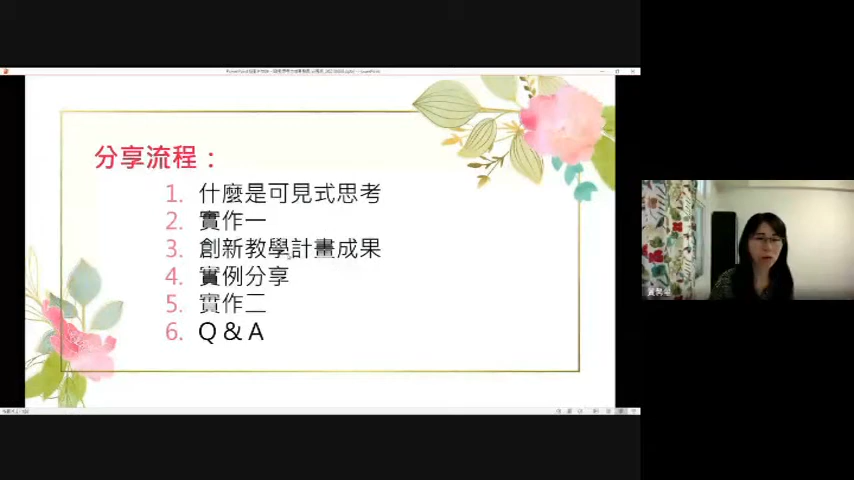 分享流程：
1. 什麼是可見式思考
2. 實作一
3. 創新教學計畫成果
4. 實例分享
5. 實作二
6. Q & A